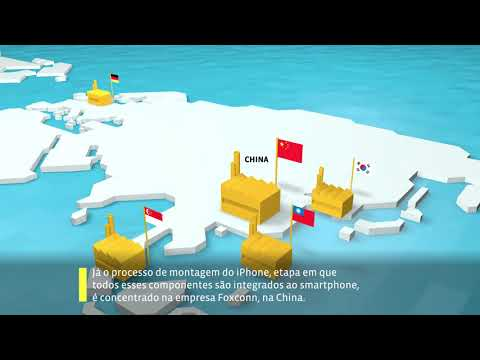 CHINA
Já o processo de montagem do iPhone, etapa em que
todos esses componentes são integrados ao smartphone,
é concentrado na empresa Foxconn, na China.